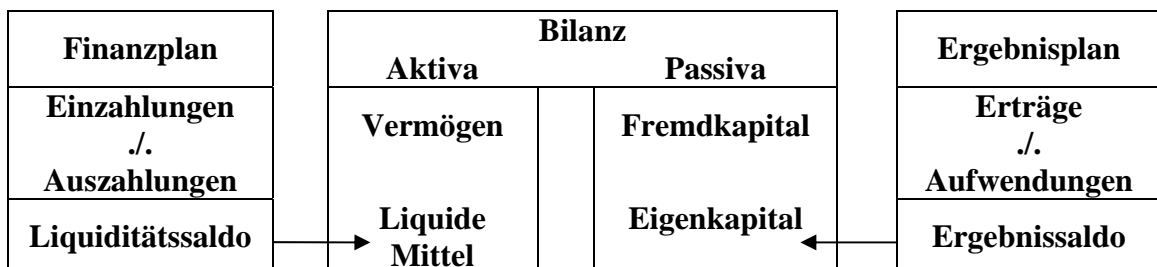 Finanzplan
Einzahlungen
./.
Auszahlungen
Liquiditätssaldo
Bilanz
Aktiva Passiva
Vermögen Fremdkapital
Liquide Eigenkapital
Mittel
Ergebnisplan
Erträge
./.
Aufwendungen
Ergebnissaldo